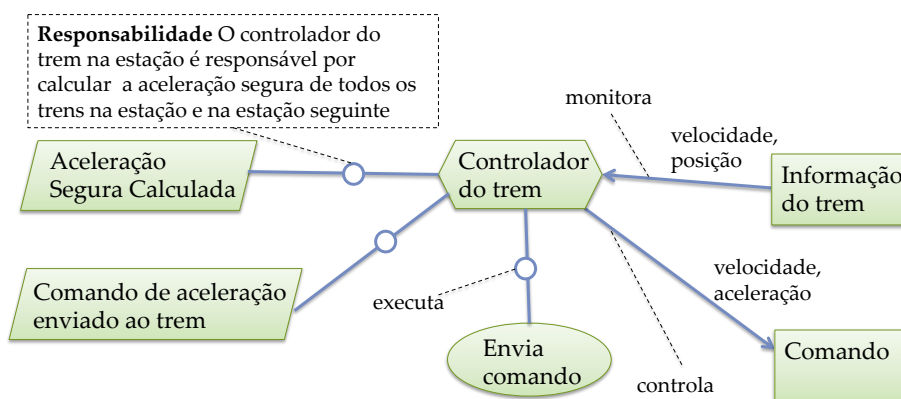 Responsabilidade O controlador do
trem na estação é responsável por
calcular a aceleração segura de todos os
trens na estação e na estação seguinte
monitora
velocidade,
posição
Aceleração
Segura Calculada
Controlador
do trem
Informação
do trem
Comando de aceleração
enviado ao trem
executa
velocidade,
aceleração
Envia
comando
controla
Comando